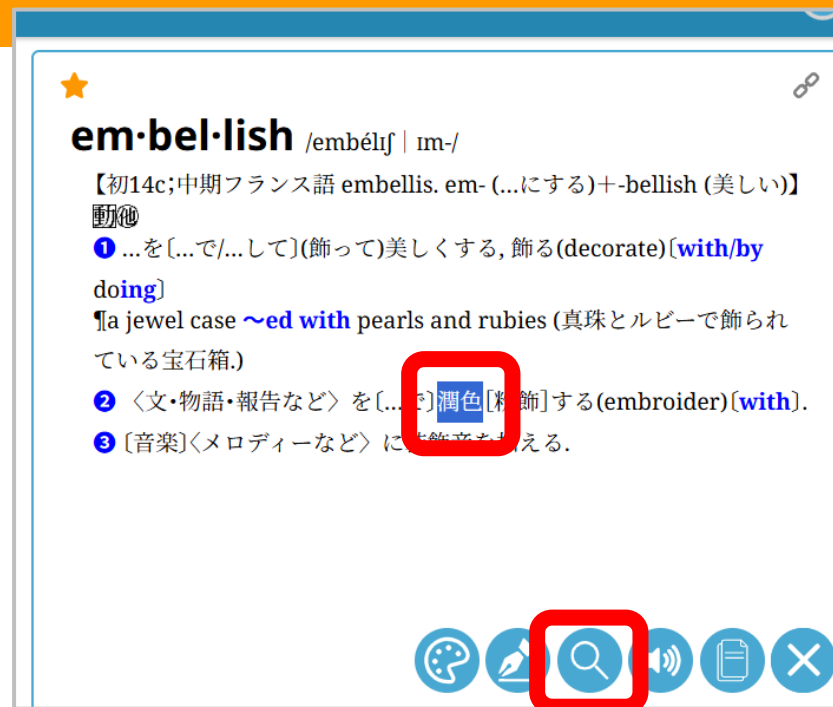 em·bel·lish /embélɪʃ｜ɪm-/
【初14c;中期フランス語 embellis. em- (…にする)＋-bellish (美しい)】
動他
❶ …を〔…で/…して〕(飾って)美しくする, 飾る(decorate)〔with/by
doing〕
¶a jewel case 〜ed with pearls and rubies (真珠とルビーで飾られ
ている宝石箱.)
❷ 〈文・物語・報告など〉を〔…で〕潤色[粉飾]する(embroider)〔with〕.
❸ 〔音楽〕〈メロディーなど〉に装飾音を加える.